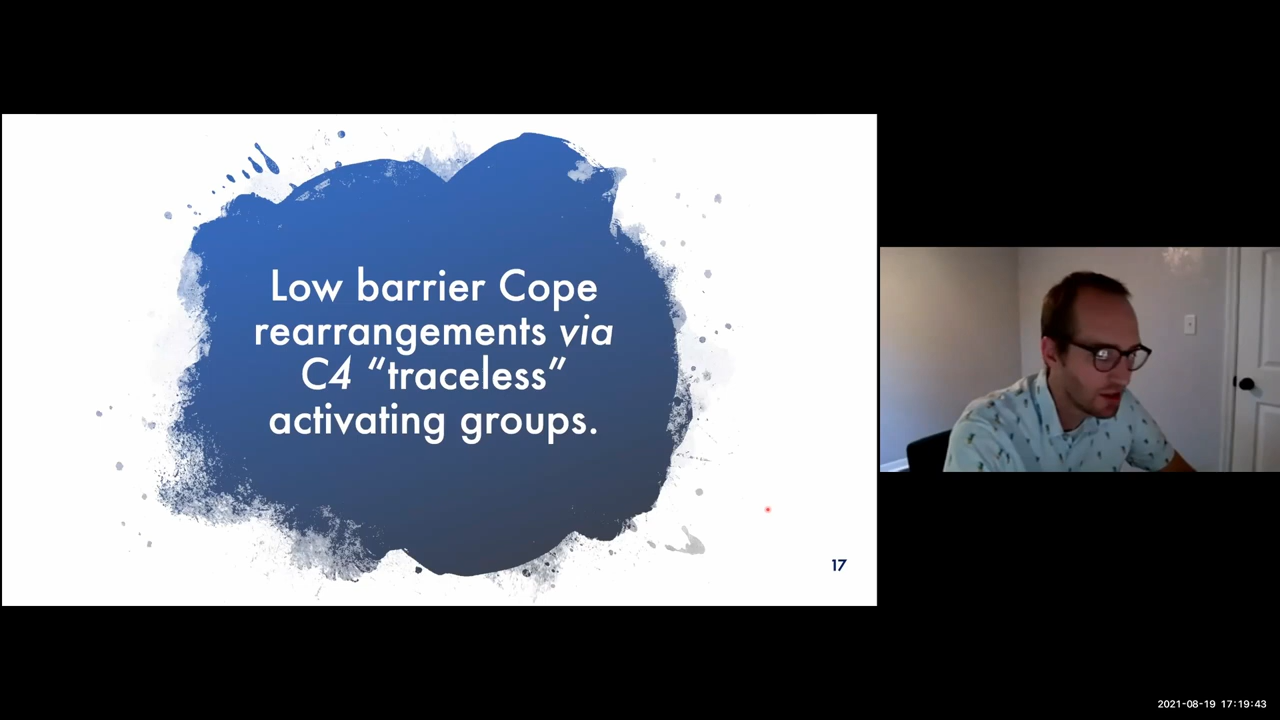 Low barrier Cope
rearrangements via
C4 “traceless”
activating groups.
17
2021-08-19 17:19:43